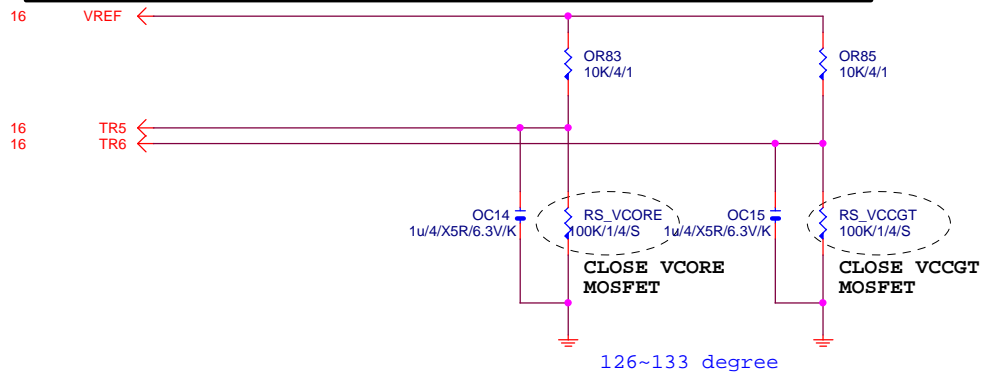 16 VREF
OR83
10K/4/1
OR85
10K/4/1
16 TR5
16 TR6
OC14
1u/4/X5R/6.3V/K
RS_VCORE
100K/1/4/S
OC15
1u/4/X5R/6.3V/K
RS_VCCGT
100K/1/4/S
CLOSE VCORE
MOSFET
CLOSE VCCGT
MOSFET
126~133 degree